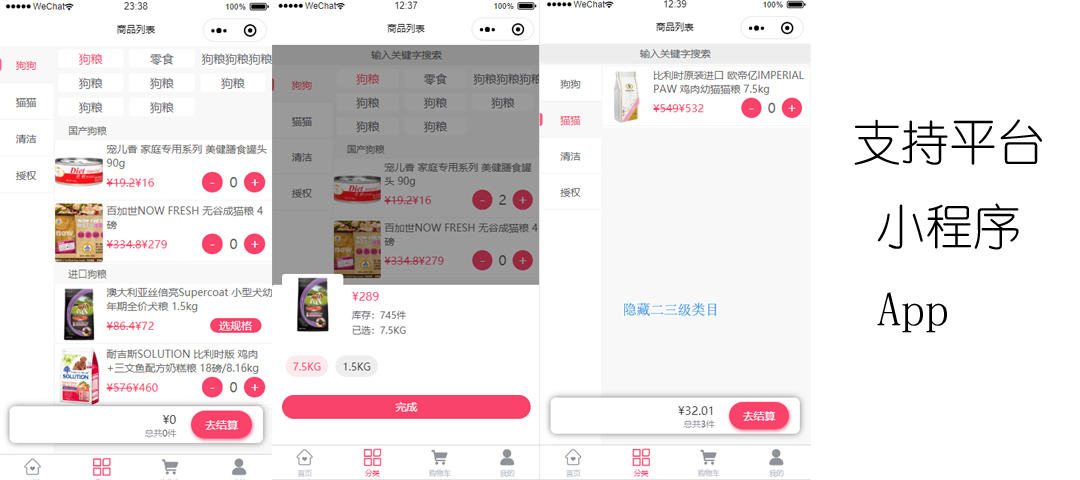 ●●●●● WeChat 23:38 100%
商品列表
狗狗
猫猫
清洁
授权
狗粮 零食 狗粮狗粮狗粮
狗粮 狗粮 狗粮
狗粮 狗粮
国产狗粮
宠儿香 家庭专用系列 美健膳食罐头
90g
¥19.2¥16 - 0 +
百加世NOW FRESH 无谷成猫粮 4
磅
¥334.8¥279 - 0 +
进口狗粮
澳大利亚丝倍亮Supercoat 小型犬幼
年期全价犬粮 1.5kg
¥86.4¥72 选规格
耐吉斯SOLUTION 比利时版 鸡肉
+三文鱼配方奶糕粮 18磅/8.16kg
¥576¥460 - 0 +
¥0
总共0件
去结算
●●●●● WeChat 12:37 100%
商品列表
输入关键字搜索
狗狗
猫猫
清洁
授权
狗粮 零食 狗粮狗粮狗粮
狗粮 狗粮 狗粮
狗粮 狗粮
国产狗粮
宠儿香 家庭专用系列 美健膳食罐
头 90g
¥19.2¥16 - 2 +
百加世NOW FRESH 无谷成猫粮 4
磅
¥334.8¥279 - 0 +
¥289
库存：745件
已选：7.5KG
7.5KG 1.5KG
完成
首页 分类 购物车 我的
●●●●● WeChat 12:39 100%
商品列表
输入关键字搜索
狗狗
猫猫
清洁
授权
比利时原装进口 欧帝亿IMPERIAL
PAW 鸡肉幼猫猫粮 7.5kg
¥549¥532 - 0 +
隐藏二三级类目
¥32.01
总共3件
去结算
首页 分类 购物车 我的
支持平台
小程序
App